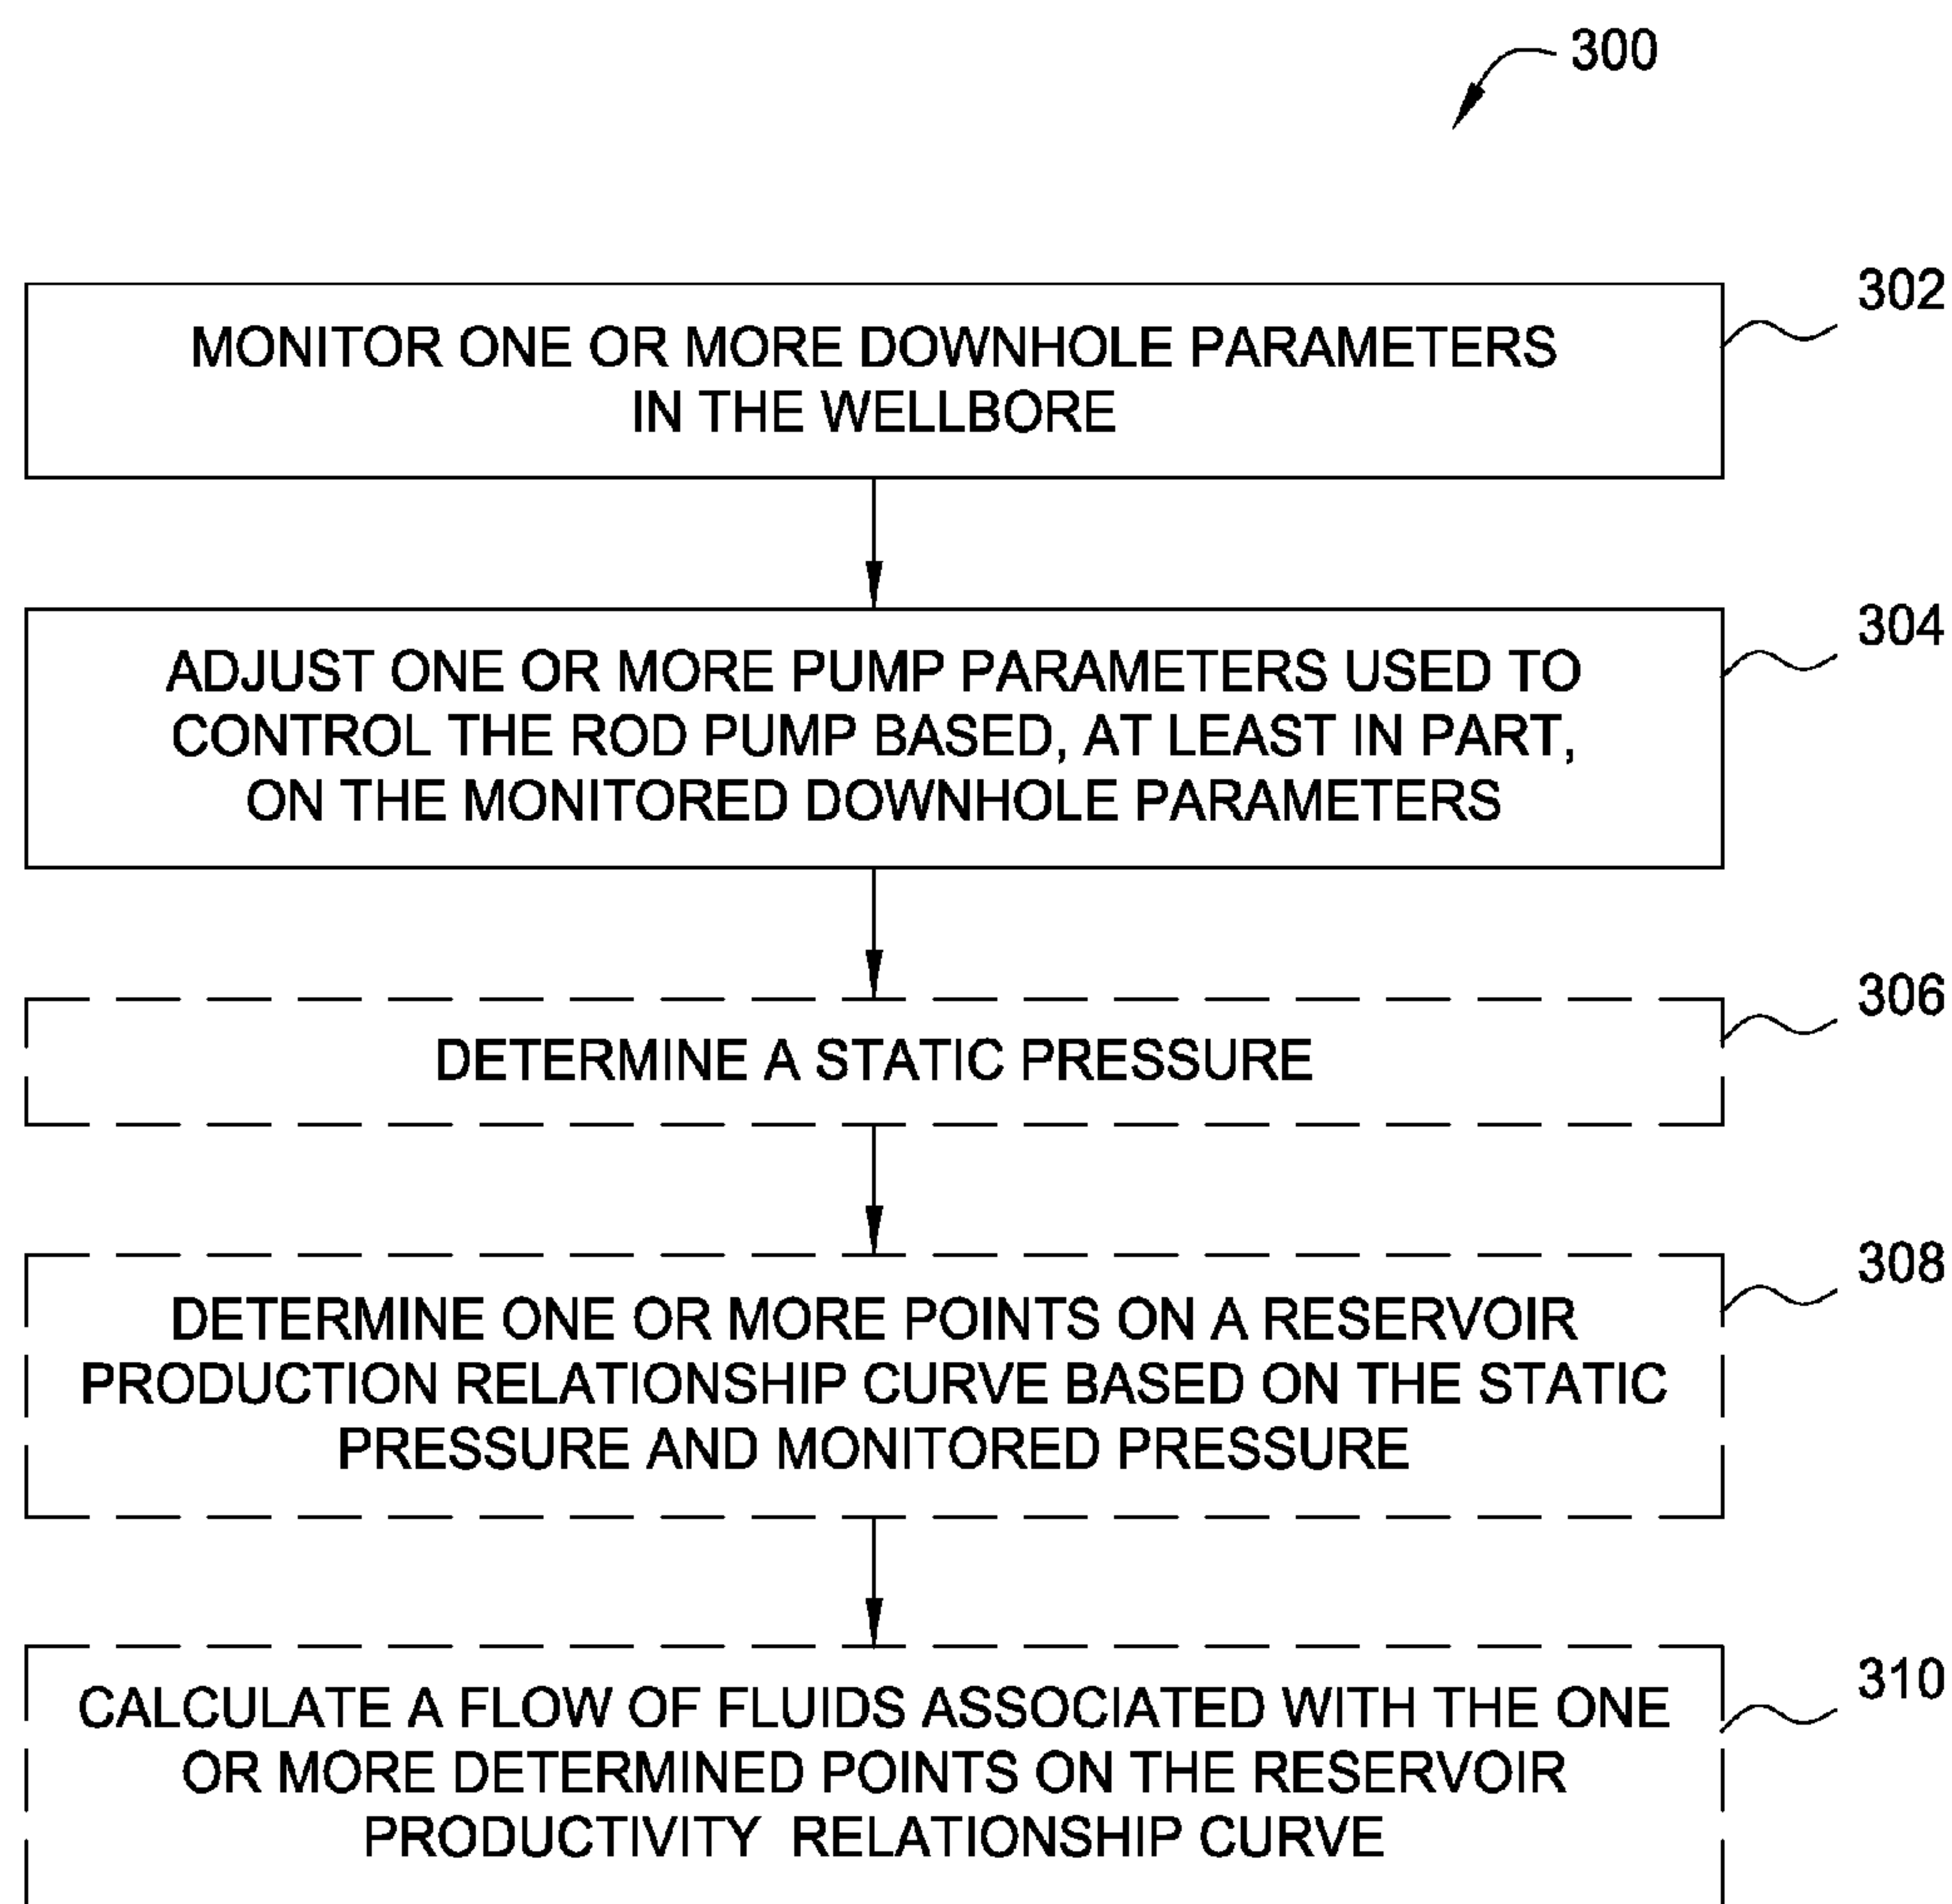 300
302
MONITOR ONE OR MORE DOWNHOLE PARAMETERS
IN THE WELLBORE
304
ADJUST ONE OR MORE PUMP PARAMETERS USED TO
CONTROL THE ROD PUMP BASED, AT LEAST IN PART,
ON THE MONITORED DOWNHOLE PARAMETERS
306
DETERMINE A STATIC PRESSURE
308
DETERMINE ONE OR MORE POINTS ON A RESERVOIR
PRODUCTION RELATIONSHIP CURVE BASED ON THE STATIC
PRESSURE AND MONITORED PRESSURE
310
CALCULATE A FLOW OF FLUIDS ASSOCIATED WITH THE ONE
OR MORE DETERMINED POINTS ON THE RESERVOIR
PRODUCTIVITY RELATIONSHIP CURVE